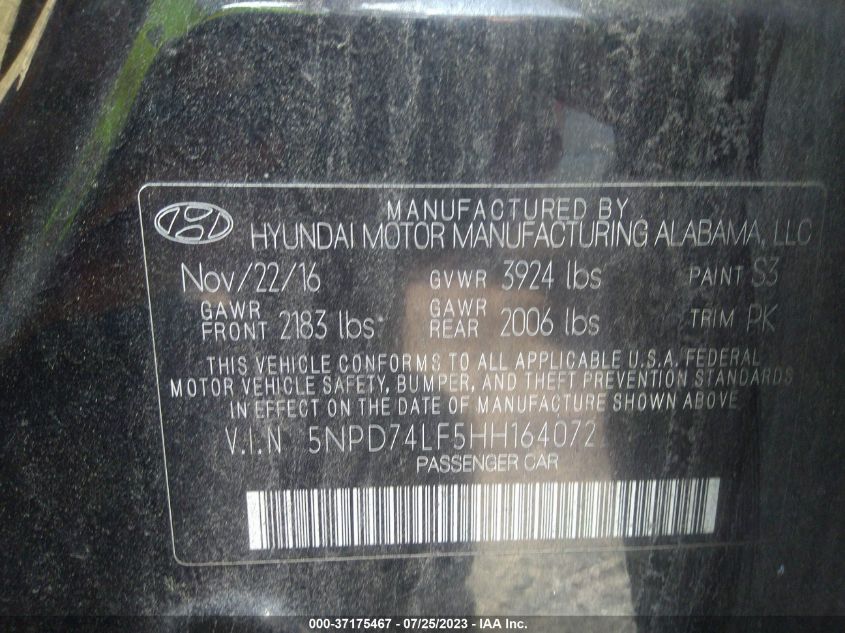 MANUFACTURED BY
HYUNDAI MOTOR MANUFACTURING ALABAMA, LLC
Nov/22/16 GVWR 3924 lbs PAINT S3
GAWR FRONT 2183 lbs GAWR REAR 2006 lbs TRIM PK
THIS VEHICLE CONFORMS TO ALL APPLICABLE U.S.A. FEDERAL
MOTOR VEHICLE SAFETY, BUMPER, AND THEFT PREVENTION STANDARDS
IN EFFECT ON THE DATE OF MANUFACTURE SHOWN ABOVE
V.I.N 5NPD74LF5HH164072
PASSENGER CAR
000-37175467 - 07/25/2023 - IAA Inc.